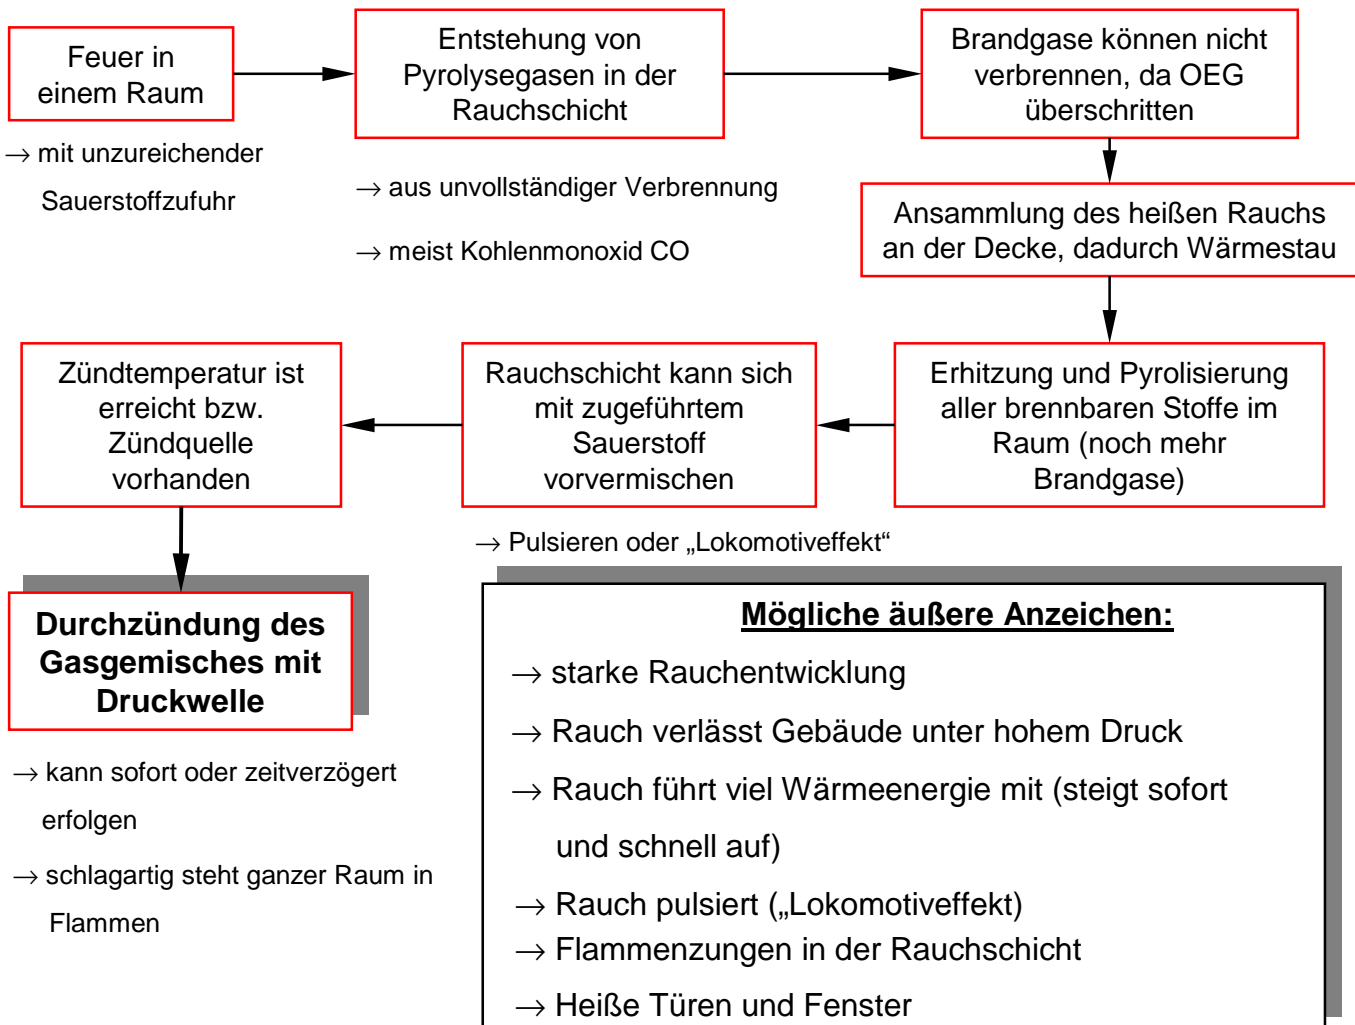 Feuer in
einem Raum
→ mit unzureichender
Sauerstoffzufuhr
Entstehung von
Pyrolysegasen in der
Rauchschicht
→ aus unvollständiger Verbrennung
→ meist Kohlenmonoxid CO
Brandgase können nicht
verbrennen, da OEG
überschritten
Ansammlung des heißen Rauchs
an der Decke, dadurch Wärmestau
Erhitzung und Pyrolisierung
aller brennbaren Stoffe im
Raum (noch mehr
Brandgase)
Rauchschicht kann sich
mit zugeführtem
Sauerstoff
vorvermischen
→ Pulsieren oder „Lokomotiveffekt“
Zündtemperatur ist
erreicht bzw.
Zündquelle
vorhanden
Durchzündung des
Gasgemisches mit
Druckwelle
→ kann sofort oder zeitverzögert
erfolgen
→ schlagartig steht ganzer Raum in
Flammen
Mögliche äußere Anzeichen:
→ starke Rauchentwicklung
→ Rauch verlässt Gebäude unter hohem Druck
→ Rauch führt viel Wärmeenergie mit (steigt sofort
und schnell auf)
→ Rauch pulsiert („Lokomotiveffekt)
→ Flammenzungen in der Rauchschicht
→ Heiße Türen und Fenster